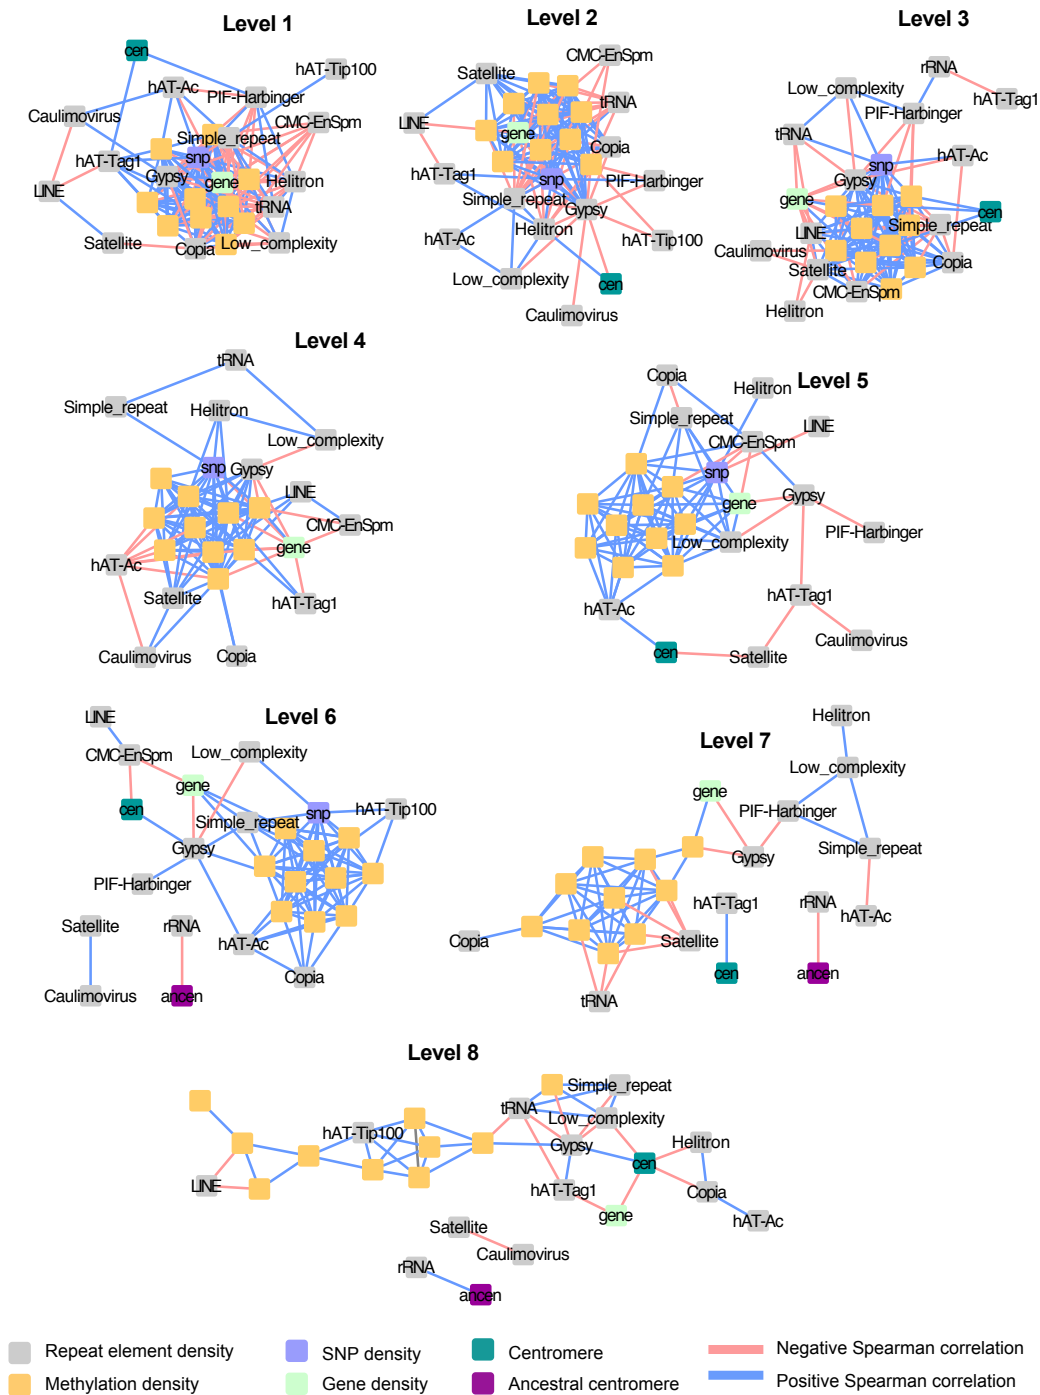 Level 1
cen
hAT-Tip100
hAT-Ac
PIF-Harbinger
Caulimovirus
CMC-EnSpm
Simple_repeat
snp
hAT-Tag1
Gypsy
gene
Helitron
LINE
tRNA
Satellite
Copia
Low_complexity
Level 2
CMC-EnSpm
Satellite
tRNA
LINE
gene
Copia
hAT-Tag1
snp
PIF-Harbinger
Simple_repeat
Gypsy
Helitron
hAT-Ac
hAT-Tip100
Low_complexity
cen
Caulimovirus
Level 3
rRNA
Low_complexity
hAT-Tag1
PIF-Harbinger
tRNA
hAT-Ac
snp
Gypsy
gene
cen
Simple_repeat
LINE
Caulimovirus
Copia
Satellite
CMC-EnSpm
Helitron
Level 4
tRNA
Simple_repeat
Helitron
Low_complexity
snp
Gypsy
LINE
CMC-EnSpm
gene
hAT-Ac
Satellite
hAT-Tag1
Caulimovirus
Copia
Level 5
Copia
Helitron
Simple_repeat
LINE
CMC-EnSpm
snp
Gypsy
gene
PIF-Harbinger
Low_complexity
hAT-Tag1
hAT-Ac
Caulimovirus
cen
Satellite
Level 6
LINE
CMC-EnSpm
Low_complexity
gene
cen
snp
hAT-Tip100
Simple_repeat
Gypsy
PIF-Harbinger
Satellite
rRNA
hAT-Ac
Copia
Caulimovirus
ancen
Level 7
Helitron
Low_complexity
gene
PIF-Harbinger
Gypsy
Simple_repeat
hAT-Tag1
rRNA
hAT-Ac
Copia
Satellite
cen
ancen
tRNA
Level 8
Simple_repeat
tRNA
Low_complexity
hAT-Tip100
Gypsy
Helitron
cen
LINE
hAT-Tag1
Copia
gene
hAT-Ac
Satellite
Caulimovirus
rRNA
ancen
Repeat element density
SNP density
Centromere
Negative Spearman correlation
Methylation density
Gene density
Ancestral centromere
Positive Spearman correlation